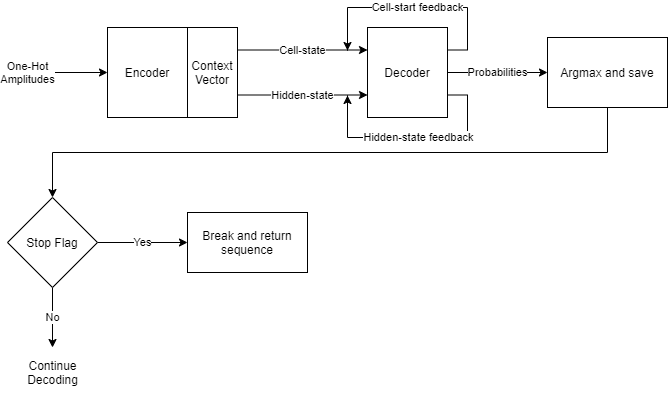 Cell-start feedback
One-Hot
Amplitudes
Encoder
Context
Vector
Cell-state
Hidden-state
Decoder
Probabilities
Argmax and save
Hidden-state feedback
Stop Flag
Yes
Break and return
sequence
No
Continue
Decoding